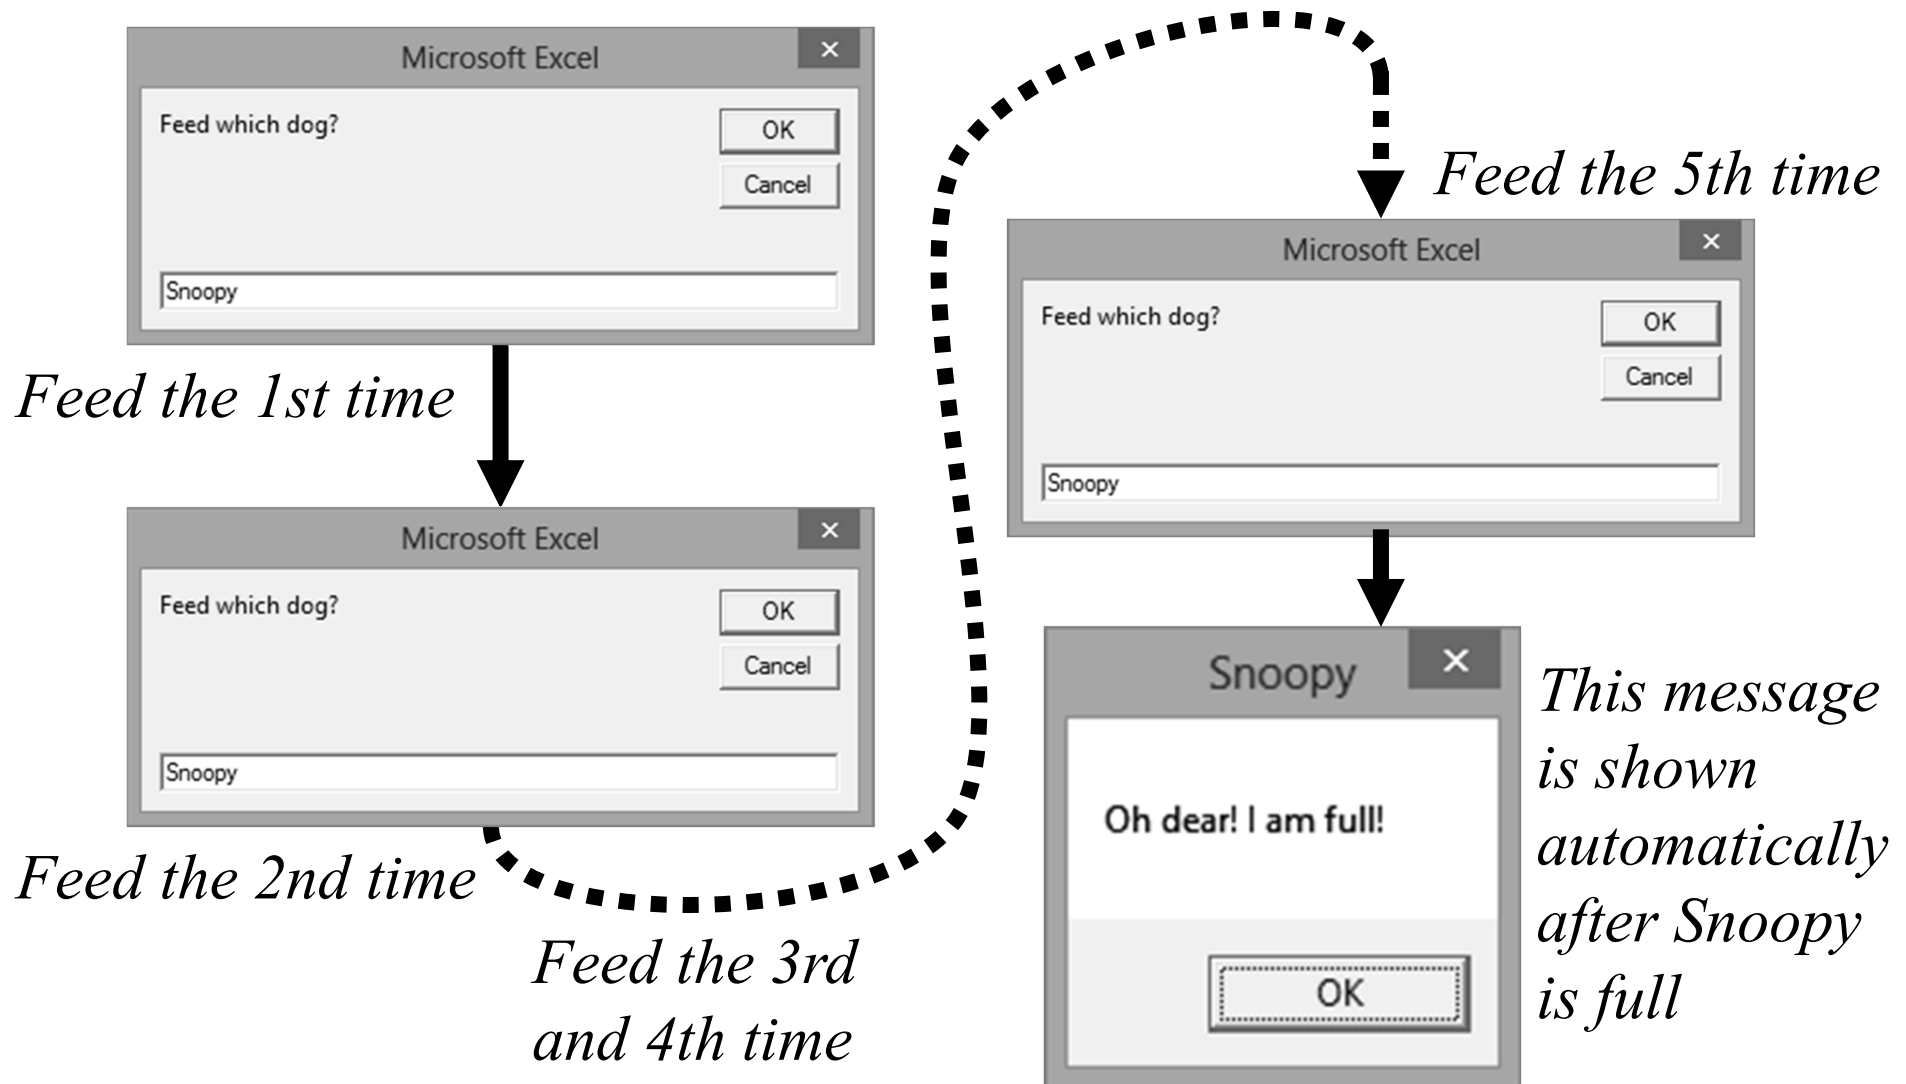 Microsoft Excel
Feed which dog?
OK
Cancel
Snoopy
Feed the 1st time
Microsoft Excel
Feed which dog?
OK
Cancel
Snoopy
Feed the 2nd time
Feed the 3rd
and 4th time
Feed the 5th time
Microsoft Excel
Feed which dog?
OK
Cancel
Snoopy
Snoopy
Oh dear! I am full!
OK
This message
is shown
automatically
after Snoopy
is full